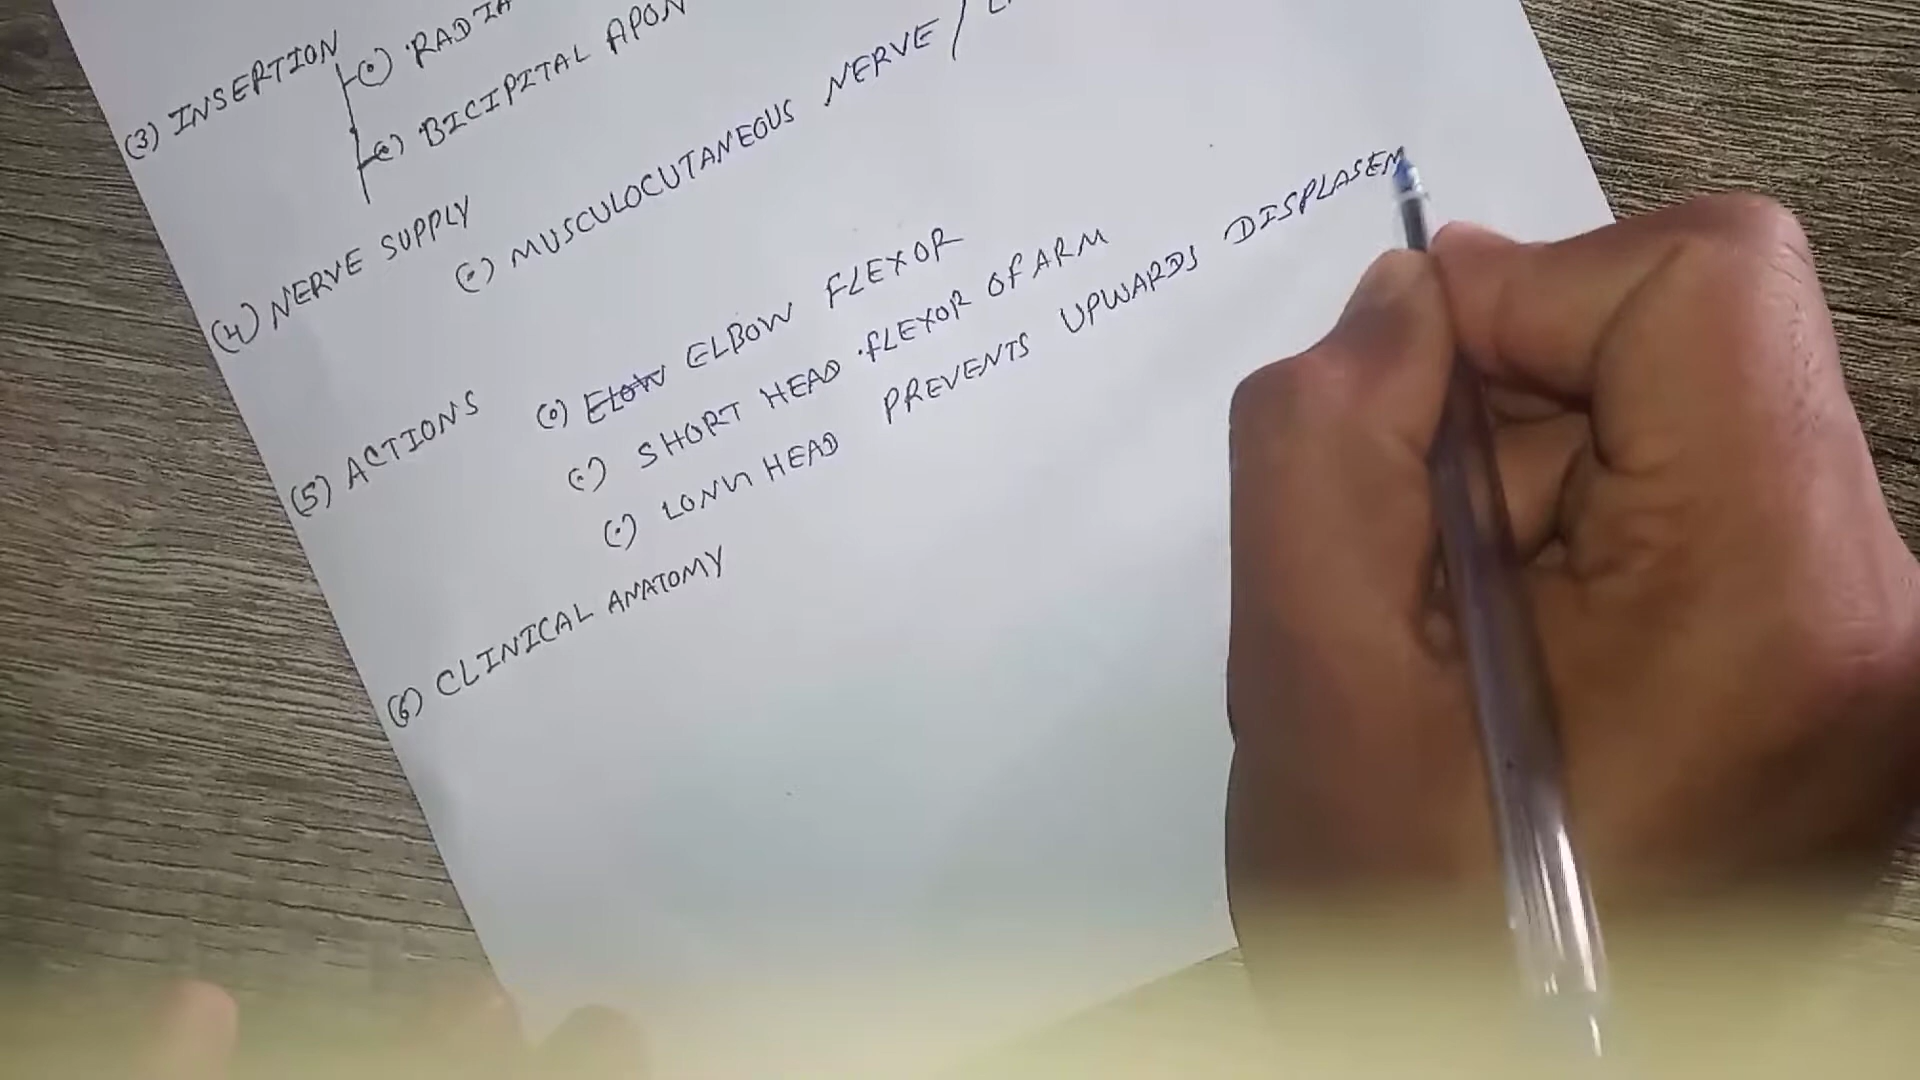 (3) INSERTION
(•) RADIA
(•) BICIPITAL APON
(4) NERVE SUPPLY
(•) MUSCULOCUTANEOUS NERVE /
(5) ACTIONS
(•) ELOW ELBOW FLEXOR
(•) SHORT HEAD. FLEXOR OF ARM
(•) LONG HEAD PREVENTS UPWARDS DISPLASEM
(6) CLINICAL ANATOMY